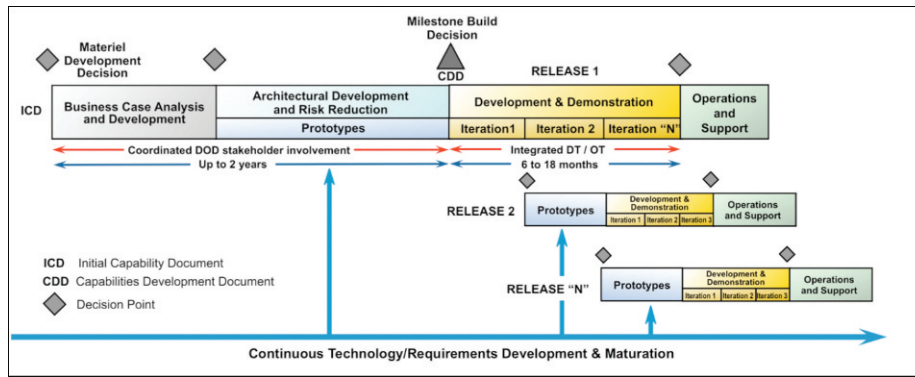 Milestone Build
Decision
Materiel
Development
Decision
CDD
RELEASE 1
ICD
Business Case Analysis
and Development
Architectural Development
and Risk Reduction
Prototypes
Development & Demonstration
Iteration1
Iteration 2
Iteration "N"
Operations
and
Support
Coordinated DOD stakeholder involvement
Integrated DT / OT
Up to 2 years
6 to 18 months
RELEASE 2
Prototypes
Development &
Demonstration
Iteration 1
Iteration 2
Iteration 3
Operations
and Support
RELEASE "N"
Prototypes
Development &
Demonstration
Iteration 1
Iteration 2
Iteration 3
Operations
and Support
ICD Initial Capability Document
CDD Capabilities Development Document
Decision Point
Continuous Technology/Requirements Development & Maturation